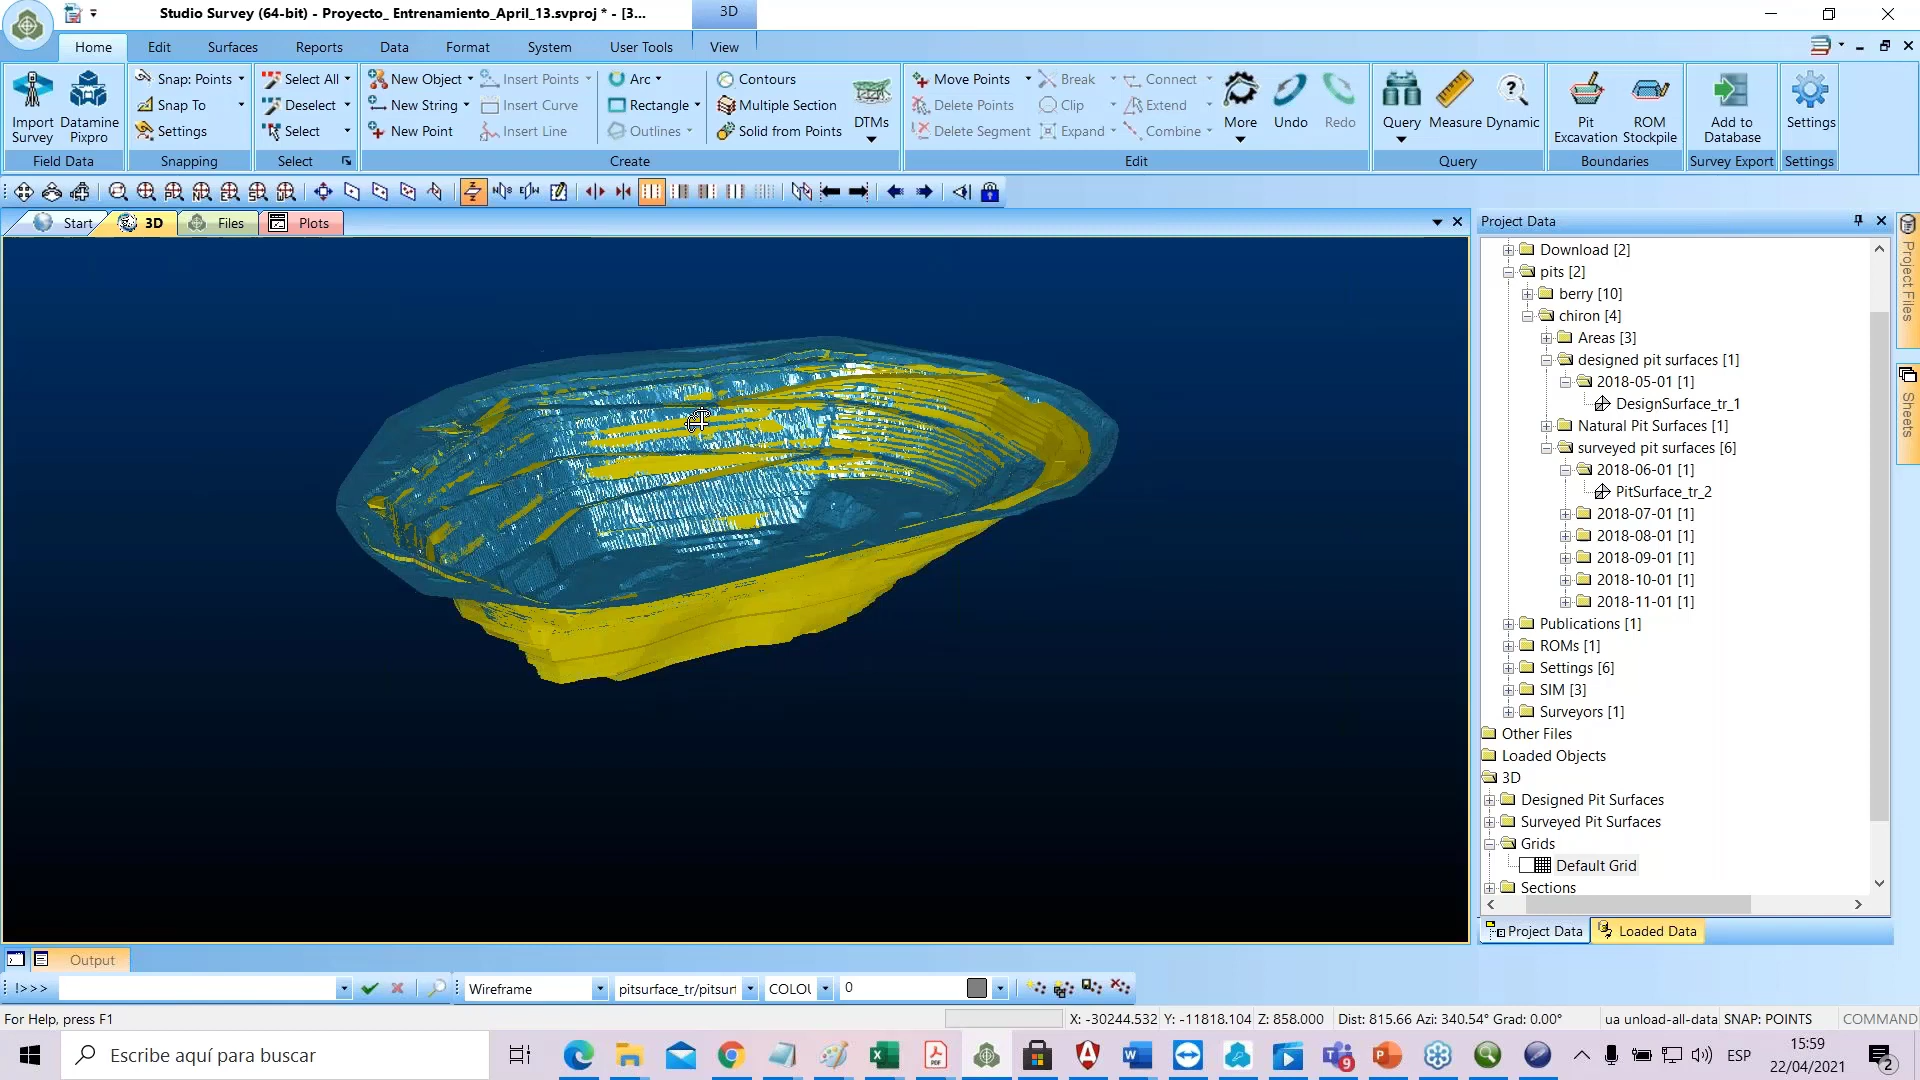 Studio Survey (64-bit) - Proyecto_ Entrenamiento_April_13.svproj * - [3...
3D
Home Edit Surfaces Reports Data Format System User Tools View
Import Survey
Datamine Pixpro
Field Data
Snap: Points
Snap To
Settings
Snapping
Select All
Deselect
Select
Select
New Object
New String
New Point
Insert Points
Insert Curve
Insert Line
Arc
Rectangle
Outlines
Contours
Multiple Section
Solid from Points
DTMs
Create
Move Points
Delete Points
Delete Segment
Break
Clip
Expand
Connect
Extend
Combine
More
Undo
Redo
Edit
Query
Measure
Dynamic
Query
Pit Excavation
ROM Stockpile
Boundaries
Add to Database
Survey Export
Settings
Settings
Start
3D
Files
Plots
Project Data
Download [2]
pits [2]
berry [10]
chiron [4]
Areas [3]
designed pit surfaces [1]
2018-05-01 [1]
DesignSurface_tr_1
Natural Pit Surfaces [1]
surveyed pit surfaces [6]
2018-06-01 [1]
PitSurface_tr_2
2018-07-01 [1]
2018-08-01 [1]
2018-09-01 [1]
2018-10-01 [1]
2018-11-01 [1]
Publications [1]
ROMs [1]
Settings [6]
SIM [3]
Surveyors [1]
Other Files
Loaded Objects
3D
Designed Pit Surfaces
Surveyed Pit Surfaces
Grids
Default Grid
Sections
Project Data
Loaded Data
Project Files
Sheets
Output
!>>>
Wireframe
pitsurface_tr/pitsurf
COLOU
0
For Help, press F1
X: -30244.532 Y: -11818.104 Z: 858.000
Dist: 815.66 Azi: 340.54° Grad: 0.00°
ua unload-all-data
SNAP: POINTS
COMMAND
Escribe aquí para buscar
9
ESP
15:59
22/04/2021
2